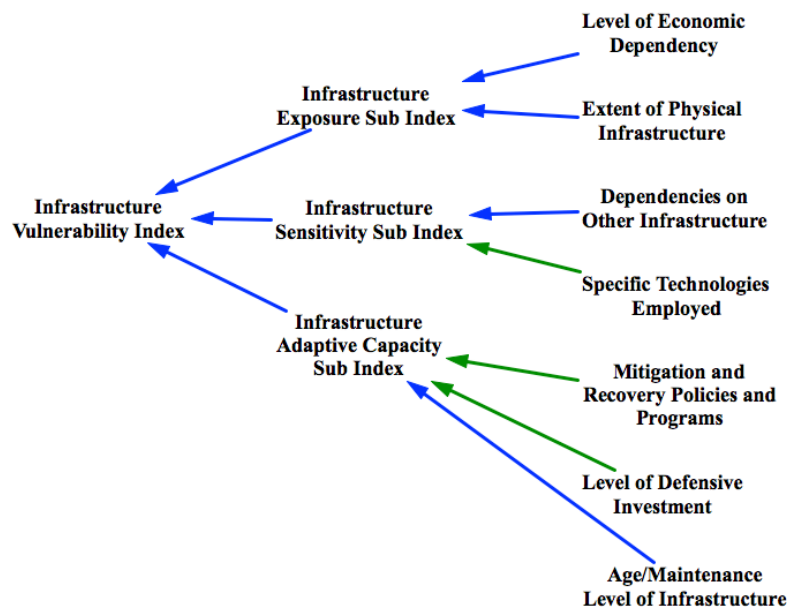 Level of Economic
Dependency
Infrastructure
Exposure Sub Index
Extent of Physical
Infrastructure
Infrastructure
Vulnerability Index
Infrastructure
Sensitivity Sub Index
Dependencies on
Other Infrastructure
Specific Technologies
Employed
Infrastructure
Adaptive Capacity
Sub Index
Mitigation and
Recovery Policies and
Programs
Level of Defensive
Investment
Age/Maintenance
Level of Infrastructure